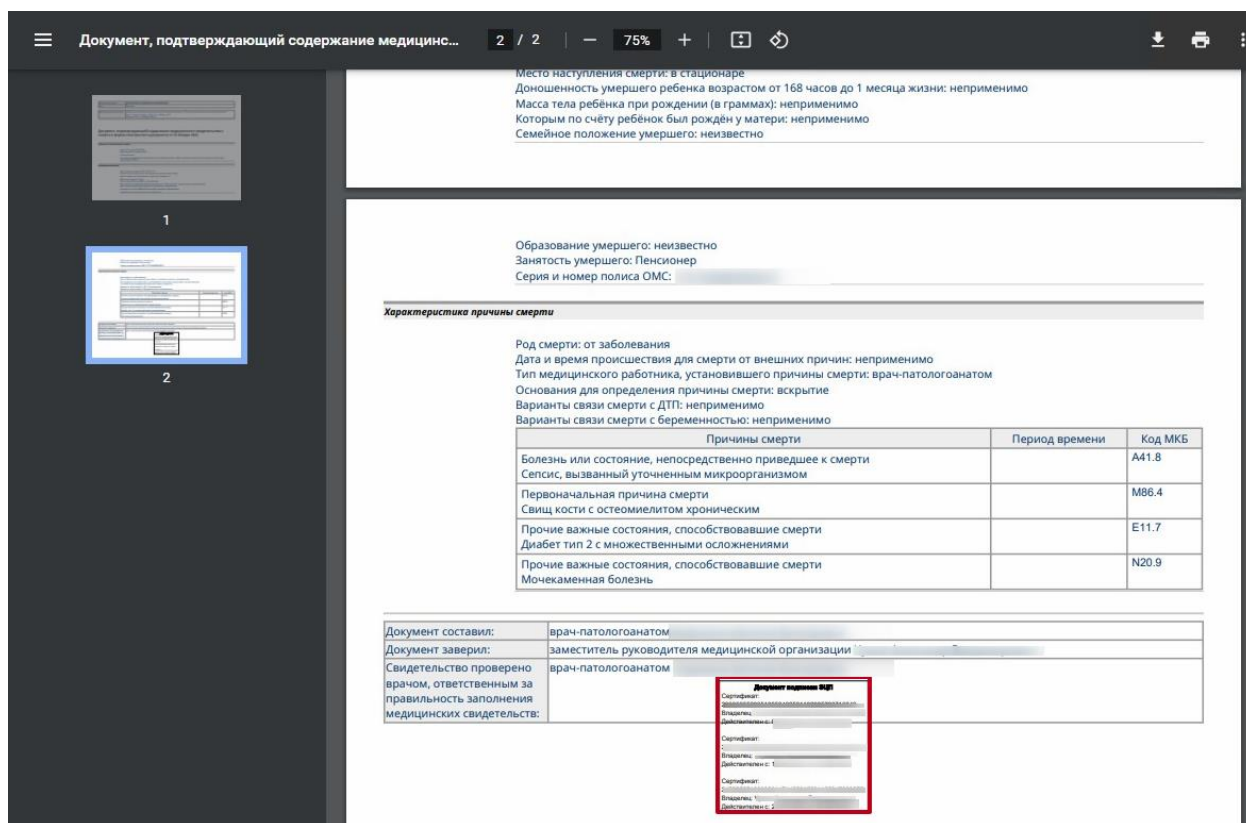 Документ, подтверждающий содержание медицинс... 2 / 2 75%
1
2
Место наступления смерти: в стационаре
Доношенность умершего ребенка возрастом от 168 часов до 1 месяца жизни: неприменимо
Масса тела ребёнка при рождении (в граммах): неприменимо
Которым по счёту ребёнок был рождён у матери: неприменимо
Семейное положение умершего: неизвестно
Образование умершего: неизвестно
Занятость умершего: Пенсионер
Серия и номер полиса ОМС:
Характеристика причины смерти
Род смерти: от заболевания
Дата и время происшествия для смерти от внешних причин: неприменимо
Тип медицинского работника, установившего причины смерти: врач-патологоанатом
Основания для определения причины смерти: вскрытие
Варианты связи смерти с ДТП: неприменимо
Варианты связи смерти с беременностью: неприменимо
Причины смерти Период времени Код МКБ
Болезнь или состояние, непосредственно приведшее к смерти A41.8
Сепсис, вызванный уточненным микроорганизмом
Первоначальная причина смерти M86.4
Свищ кости с остеомиелитом хроническим
Прочие важные состояния, способствовавшие смерти E11.7
Диабет тип 2 с множественными осложнениями
Прочие важные состояния, способствовавшие смерти N20.9
Мочекаменная болезнь
Документ составил: врач-патологоанатом
Документ заверил: заместитель руководителя медицинской организации
Свидетельство проверено врач-патологоанатом
врачом, ответственным за
правильность заполнения
медицинских свидетельств:
Документ подписан ЭЦП
Сертификат:
Владелец:
Действителен с:
Сертификат:
Владелец:
Действителен с: 1
Сертификат:
Владелец:
Действителен с: 2